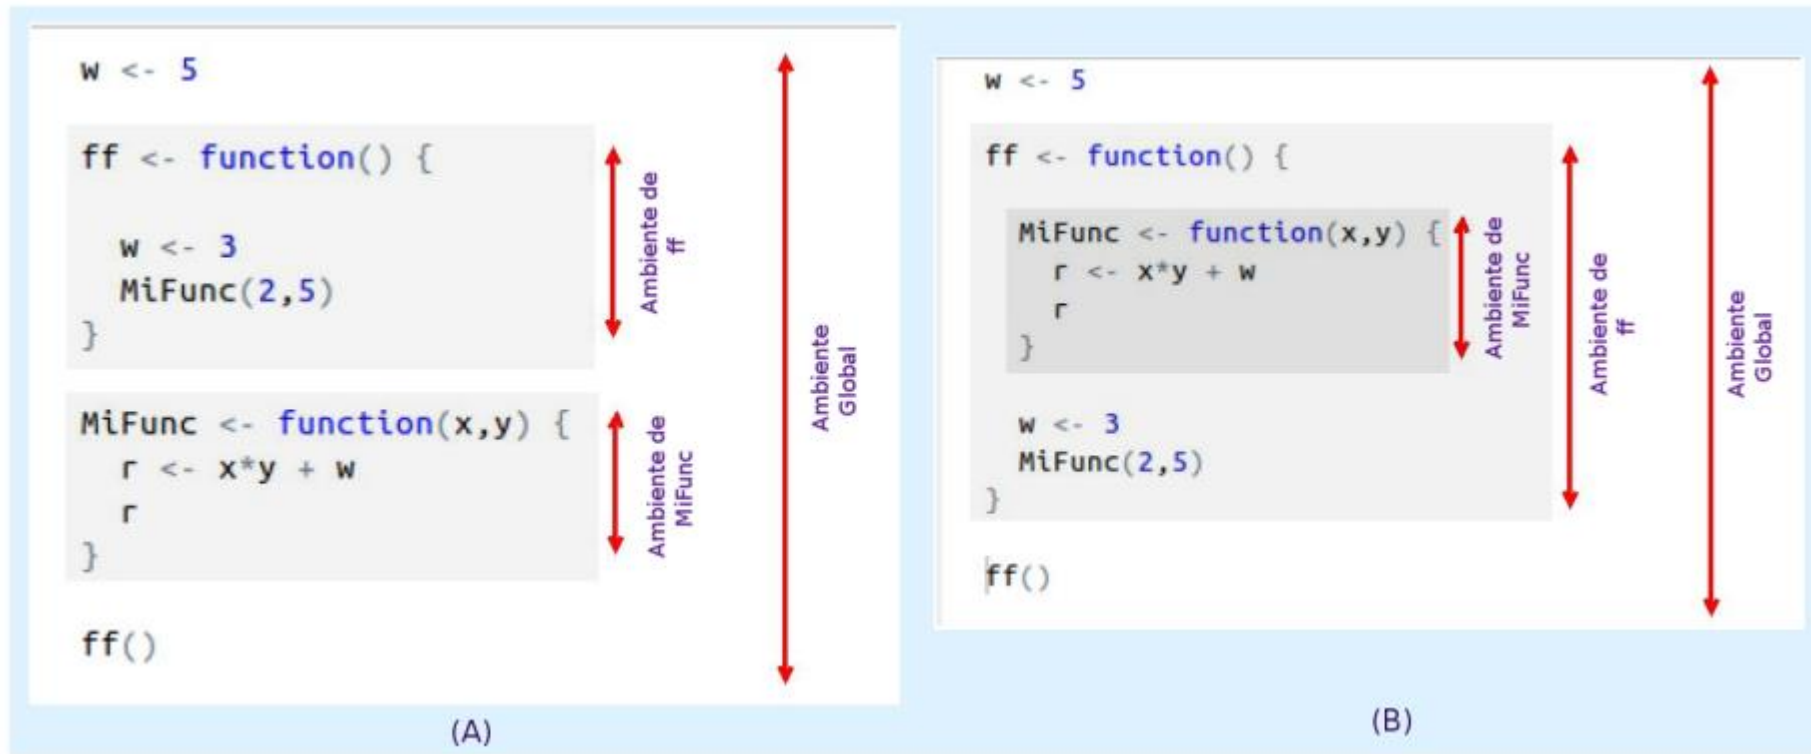 w <- 5
ff <- function() {
w <- 3
MiFunc(2,5)
}
Ambiente de
ff
MiFunc <- function(x,y) {
r <- x*y + w
r
}
Ambiente de
MiFunc
ff()
Ambiente
Global
(A)
w <- 5
ff <- function() {
MiFunc <- function(x,y) {
r <- x*y + w
r
}
Ambiente de
MiFunc
w <- 3
MiFunc(2,5)
}
Ambiente de
ff
ff()
Ambiente
Global
(B)